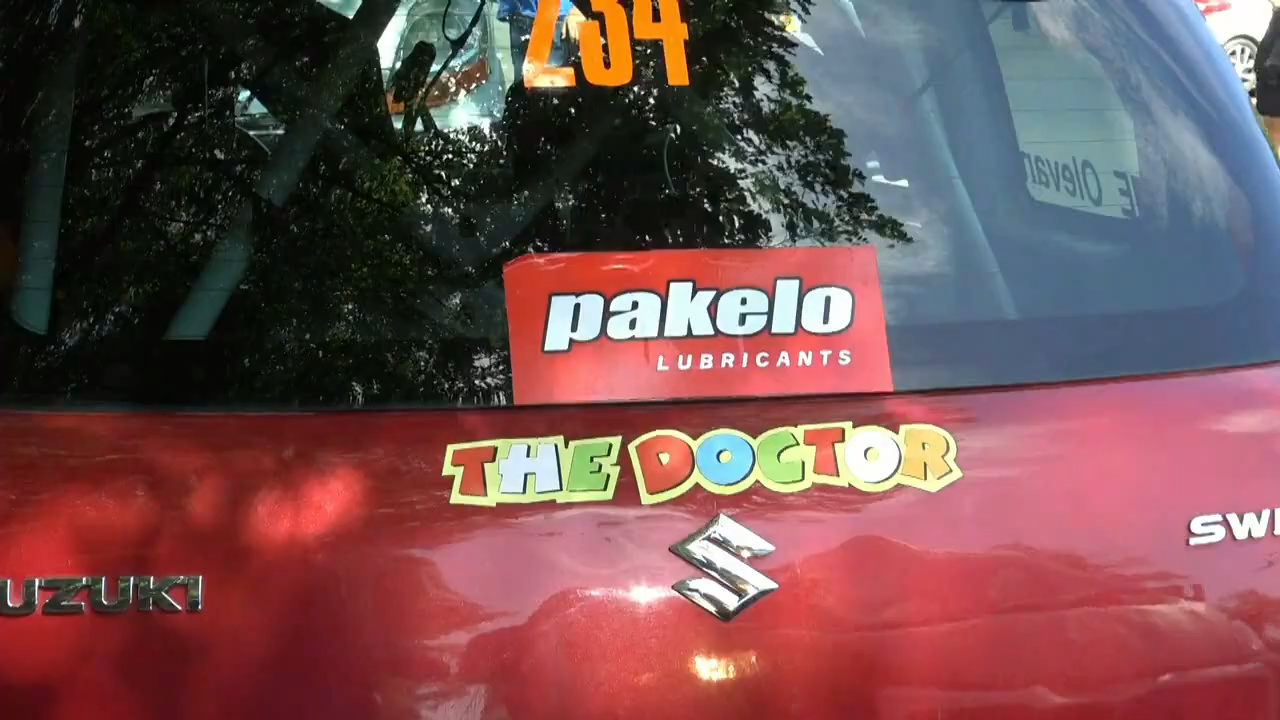 234
pakelo
LUBRICANTS
THE DOCTOR
UZUKI
SWI